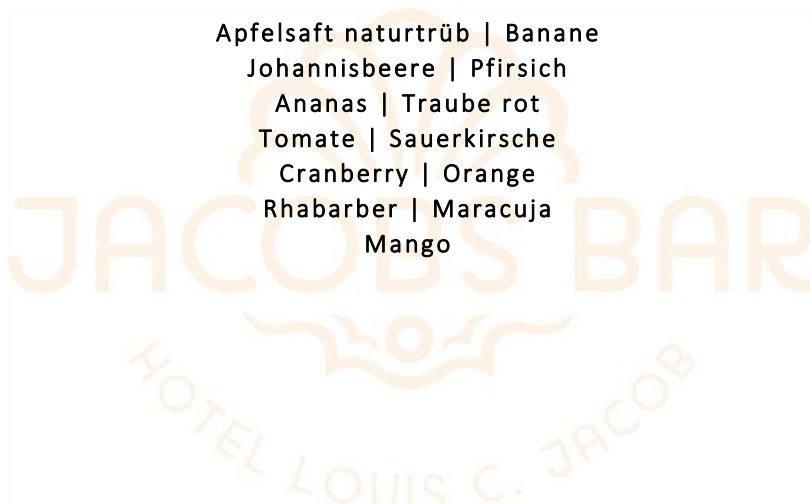 Apfelsaft naturtrüb | Banane
Johannisbeere | Pfirsich
Ananas | Traube rot
Tomate | Sauerkirsche
Cranberry | Orange
Rhabarber | Maracuja
Mango
JACOBS BAR
HOTEL LOUIS C. JACOB